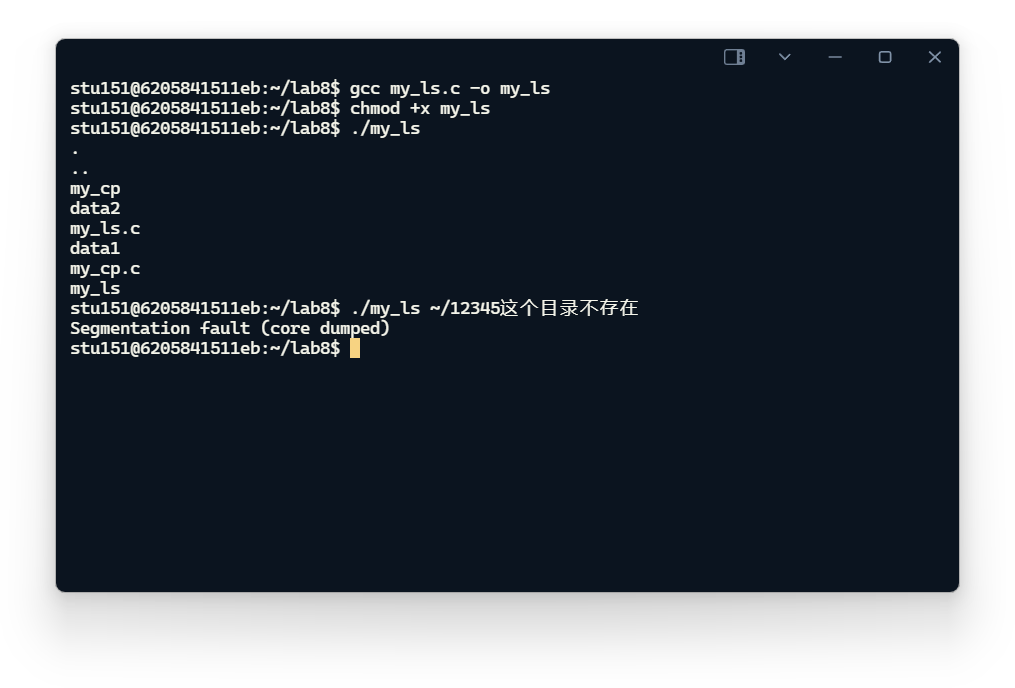 stu151@6205841511eb:~/lab8$ gcc my_ls.c -o my_ls
stu151@6205841511eb:~/lab8$ chmod +x my_ls
stu151@6205841511eb:~/lab8$ ./my_ls
.
..
my_cp
data2
my_ls.c
data1
my_cp.c
my_ls
stu151@6205841511eb:~/lab8$ ./my_ls ~/12345这个目录不存在
Segmentation fault (core dumped)
stu151@6205841511eb:~/lab8$